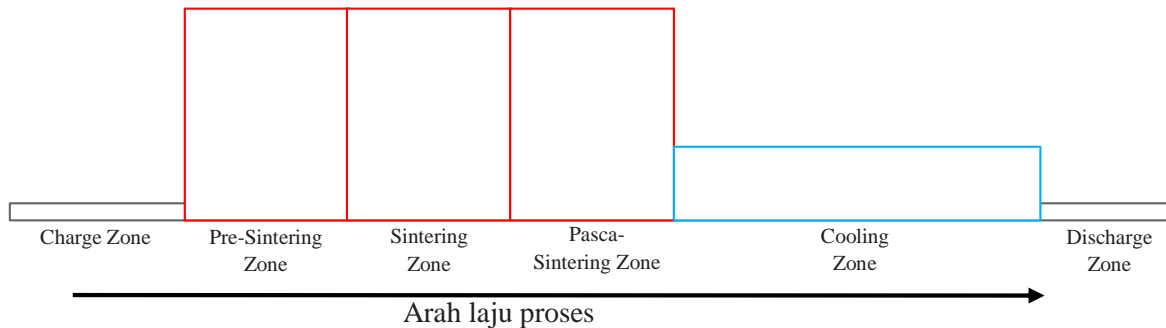 Charge Zone
Pre-Sintering
Zone
Sintering
Zone
Pasca-
Sintering Zone
Cooling
Zone
Discharge
Zone
Arah laju proses